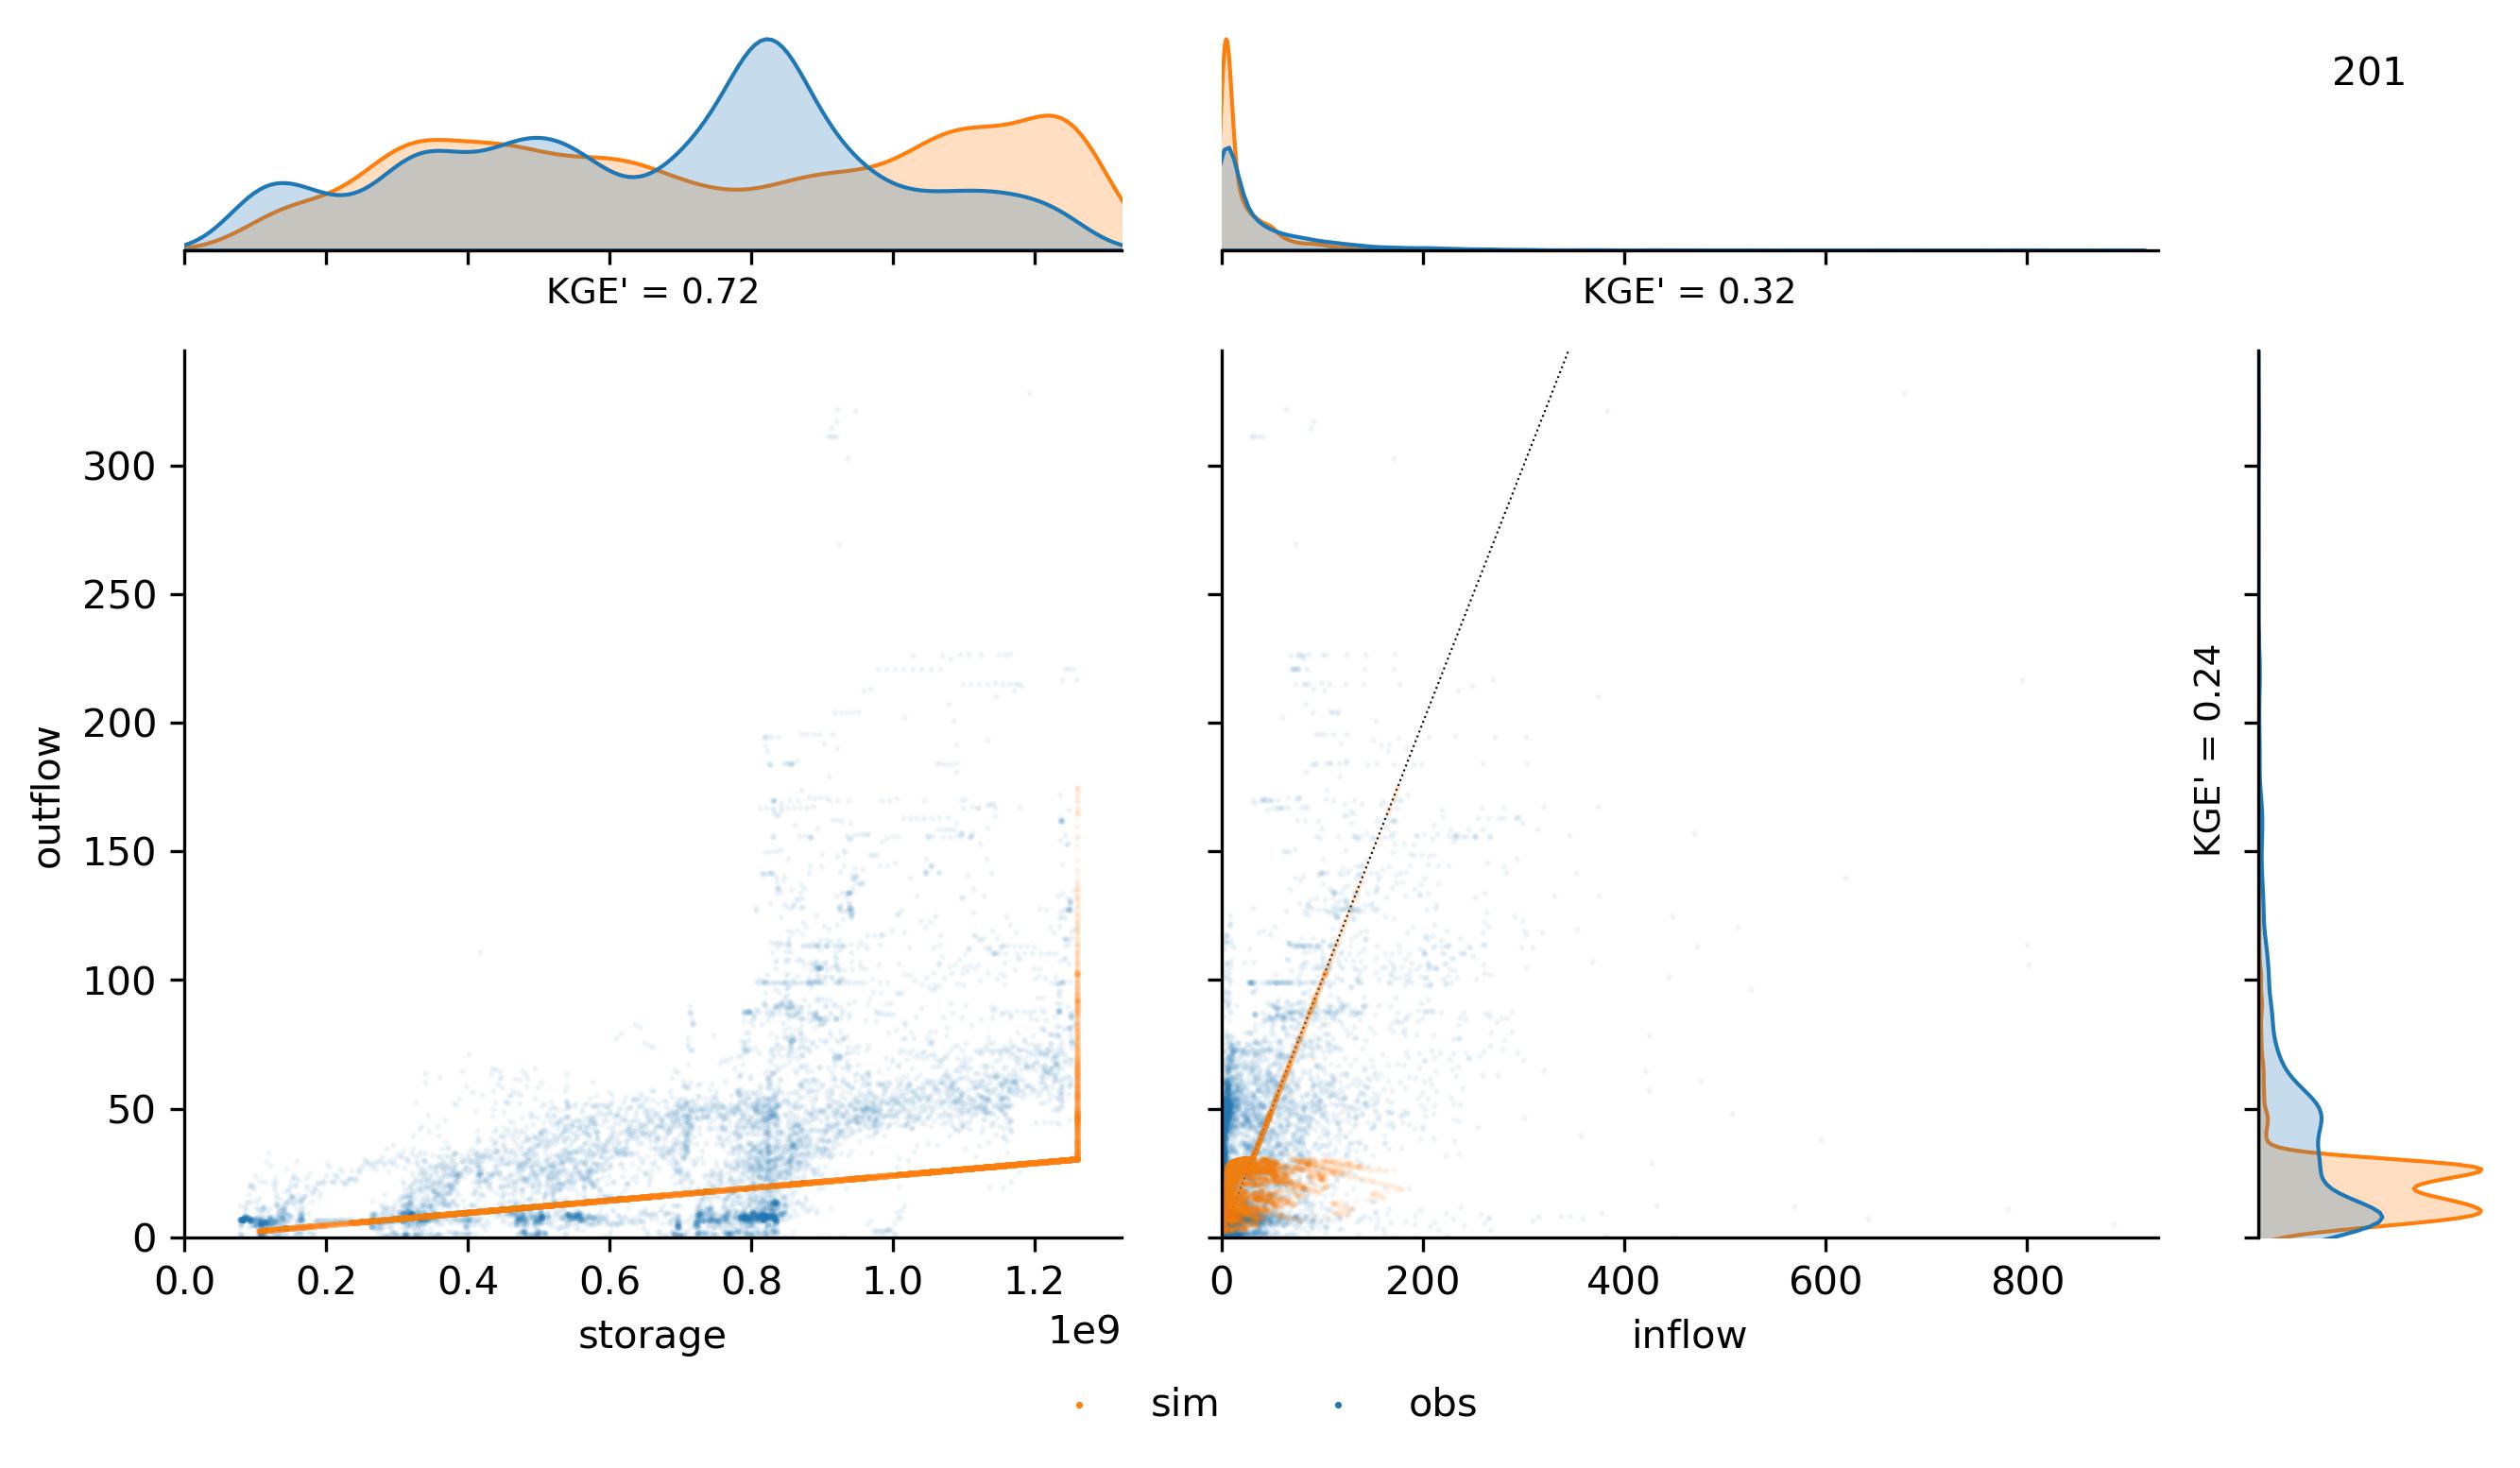 201
KGE' = 0.72
KGE' = 0.32
outflow
300
250
200
150
100
50
0
KGE' = 0.24
0.0 0.2 0.4 0.6 0.8 1.0 1.2
1e9
storage
0 200 400 600 800
inflow
sim obs